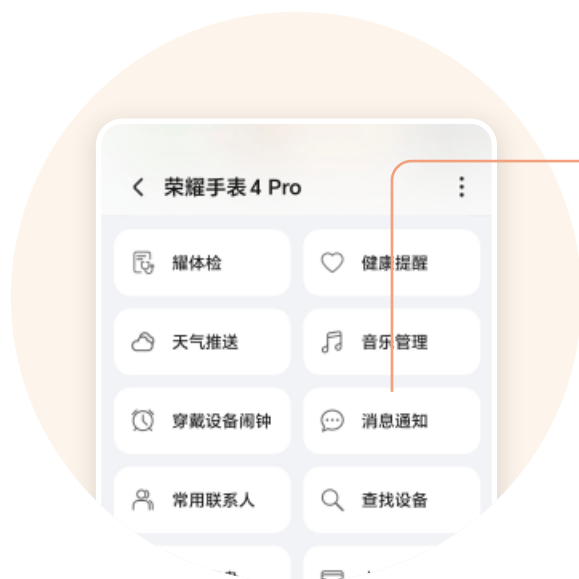 荣耀手表4 Pro
耀体检
健康提醒
天气推送
音乐管理
穿戴设备闹钟
消息通知
常用联系人
查找设备